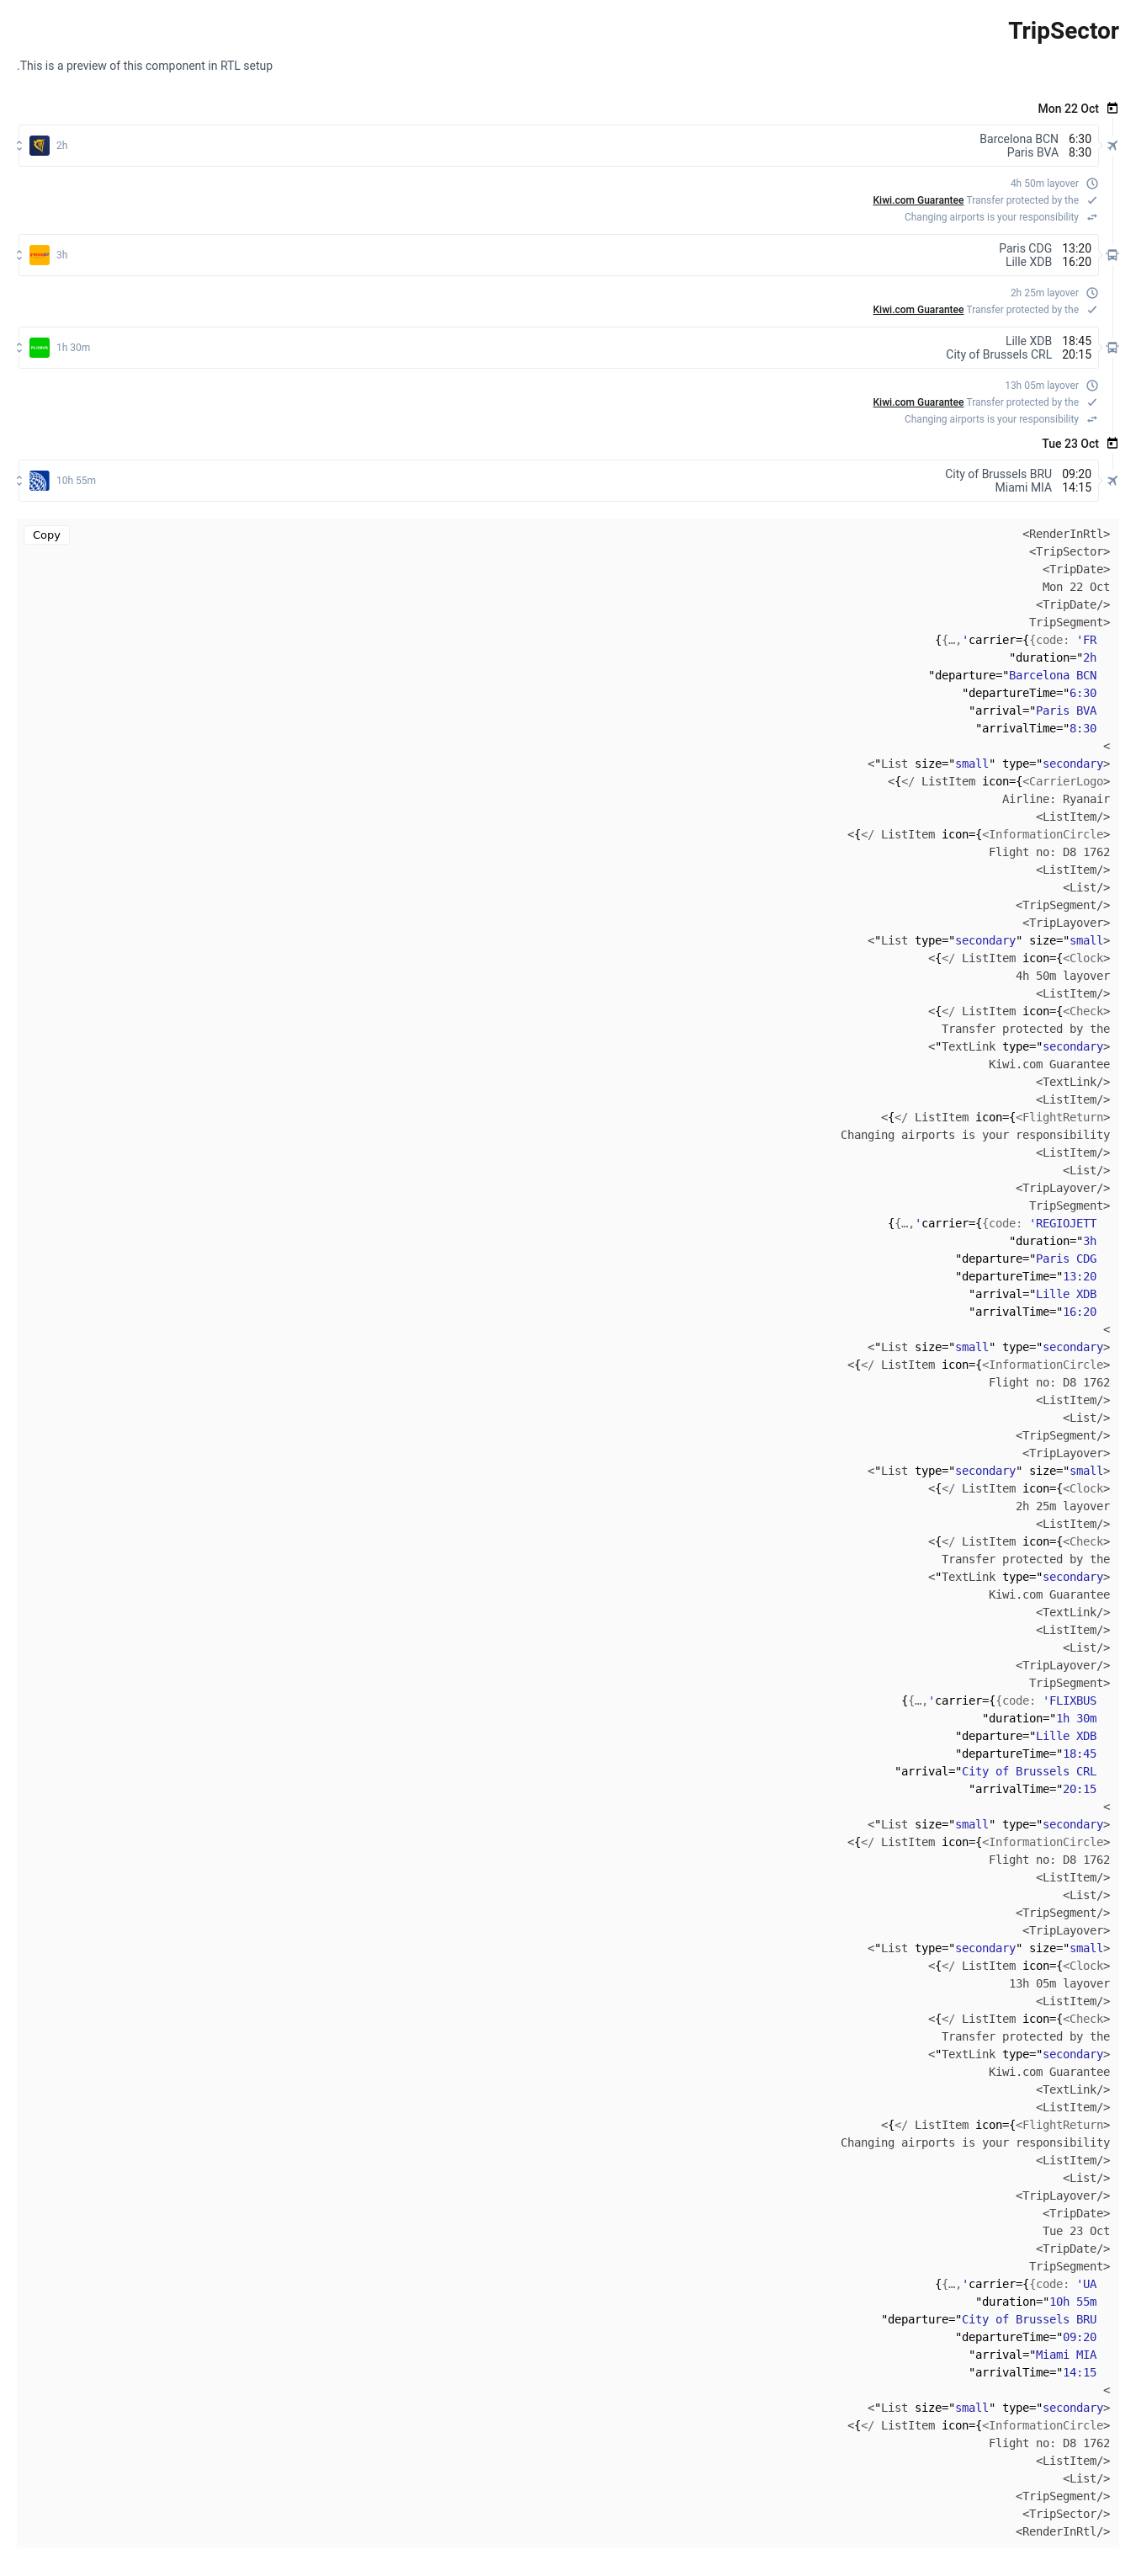 TripSector
.This is a preview of this component in RTL setup
Mon 22 Oct
Barcelona BCN 6:30
Paris BVA 8:30
2h
4h 50m layover
Kiwi.com Guarantee Transfer protected by the
Changing airports is your responsibility
Paris CDG 13:20
Lille XDB 16:20
3h
2h 25m layover
Kiwi.com Guarantee Transfer protected by the
Lille XDB 18:45
City of Brussels CRL 20:15
1h 30m
13h 05m layover
Kiwi.com Guarantee Transfer protected by the
Changing airports is your responsibility
Tue 23 Oct
City of Brussels BRU 09:20
Miami MIA 14:15
10h 55m
Copy
<RenderInRtl>
<TripSector>
<TripDate>
Mon 22 Oct
<TripDate/>
TripSegment>
{{…,'carrier={{code: 'FR
"duration="2h
"departure="Barcelona BCN
"departureTime="6:30
"arrival="Paris BVA
"arrivalTime="8:30
<
<"List size="small" type="secondary>
<{</ ListItem icon={<CarrierLogo>
Airline: Ryanair
<ListItem/>
<{</ ListItem icon={<InformationCircle>
Flight no: D8 1762
<ListItem/>
<List/>
<TripSegment/>
<TripLayover>
<"List type="secondary" size="small>
<{</ ListItem icon={<Clock>
4h 50m layover
<ListItem/>
<{</ ListItem icon={<Check>
Transfer protected by the
<"TextLink type="secondary>
Kiwi.com Guarantee
<TextLink/>
<ListItem/>
<{</ ListItem icon={<FlightReturn>
Changing airports is your responsibility
<ListItem/>
<List/>
<TripLayover/>
TripSegment>
{{…,'carrier={{code: 'REGIOJETT
"duration="3h
"departure="Paris CDG
"departureTime="13:20
"arrival="Lille XDB
"arrivalTime="16:20
<
<"List size="small" type="secondary>
<{</ ListItem icon={<InformationCircle>
Flight no: D8 1762
<ListItem/>
<List/>
<TripSegment/>
<TripLayover>
<"List type="secondary" size="small>
<{</ ListItem icon={<Clock>
2h 25m layover
<ListItem/>
<{</ ListItem icon={<Check>
Transfer protected by the
<"TextLink type="secondary>
Kiwi.com Guarantee
<TextLink/>
<ListItem/>
<List/>
<TripLayover/>
TripSegment>
{{…,'carrier={{code: 'FLIXBUS
"duration="1h 30m
"departure="Lille XDB
"departureTime="18:45
"arrival="City of Brussels CRL
"arrivalTime="20:15
<
<"List size="small" type="secondary>
<{</ ListItem icon={<InformationCircle>
Flight no: D8 1762
<ListItem/>
<List/>
<TripSegment/>
<TripLayover>
<"List type="secondary" size="small>
<{</ ListItem icon={<Clock>
13h 05m layover
<ListItem/>
<{</ ListItem icon={<Check>
Transfer protected by the
<"TextLink type="secondary>
Kiwi.com Guarantee
<TextLink/>
<ListItem/>
<{</ ListItem icon={<FlightReturn>
Changing airports is your responsibility
<ListItem/>
<List/>
<TripLayover/>
<TripDate>
Tue 23 Oct
<TripDate/>
TripSegment>
{{…,'carrier={{code: 'UA
"duration="10h 55m
"departure="City of Brussels BRU
"departureTime="09:20
"arrival="Miami MIA
"arrivalTime="14:15
<
<"List size="small" type="secondary>
<{</ ListItem icon={<InformationCircle>
Flight no: D8 1762
<ListItem/>
<List/>
<TripSegment/>
<TripSector/>
<RenderInRtl/>